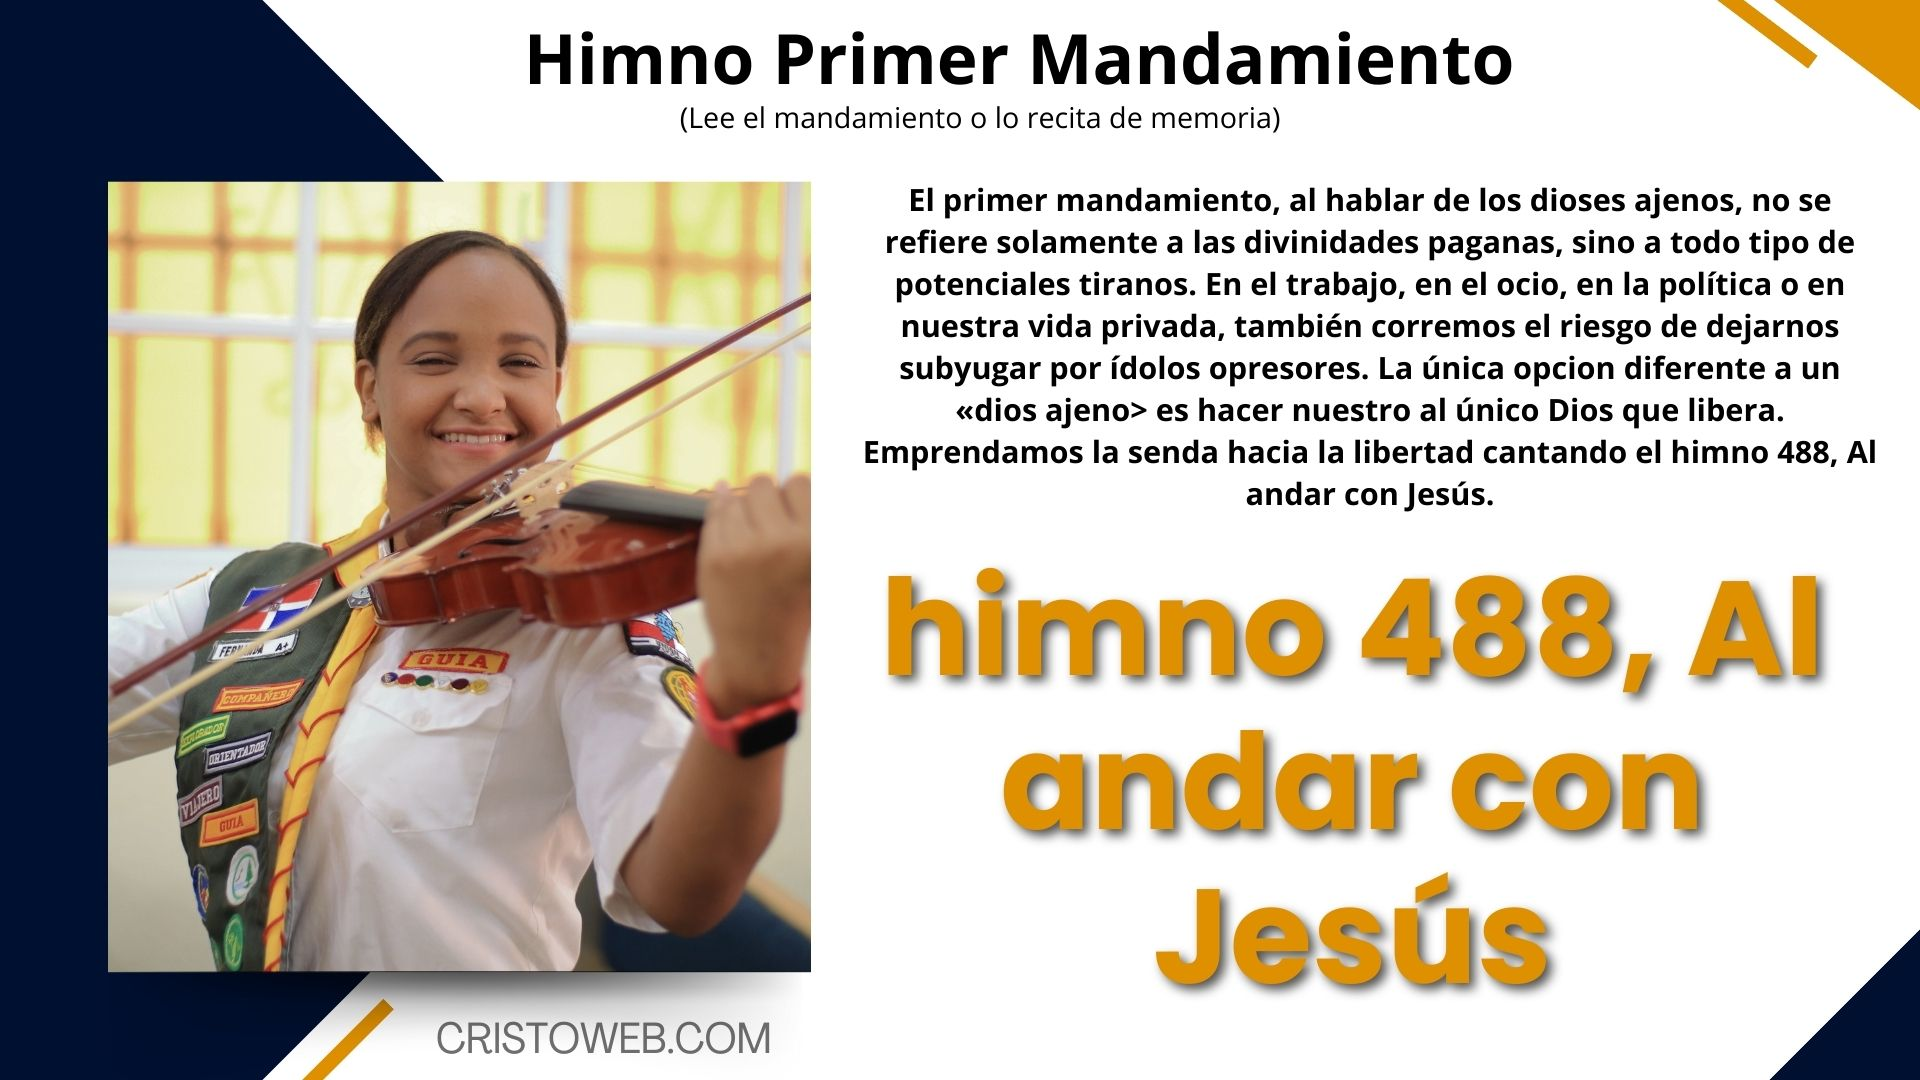 Himno Primer Mandamiento
(Lee el mandamiento o lo recita de memoria)
El primer mandamiento, al hablar de los dioses ajenos, no se
refiere solamente a las divinidades paganas, sino a todo tipo de
potenciales tiranos. En el trabajo, en el ocio, en la política o en
nuestra vida privada, también corremos el riesgo de dejarnos
subyugar por ídolos opresores. La única opcion diferente a un
«dios ajeno> es hacer nuestro al único Dios que libera.
Emprendamos la senda hacia la libertad cantando el himno 488, Al
andar con Jesús.
himno 488, Al
andar con
Jesús
A+
GUIA
COMPAÑERO
EXPLORADOR
ORIENTADOR
VIAJERO
GUIA
CRISTOWEB.COM